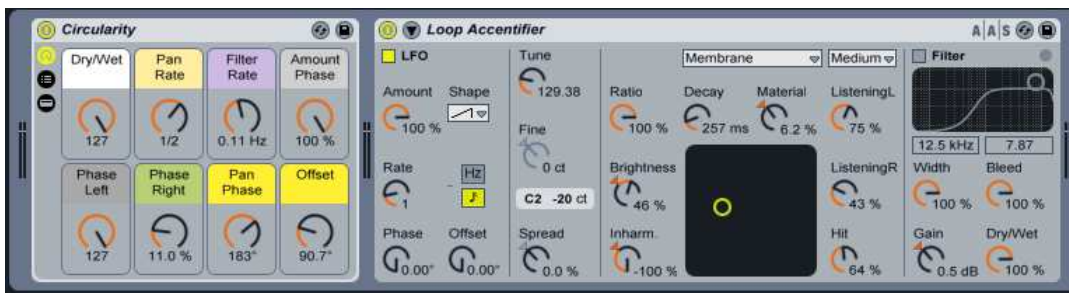 Circularity
Dry/Wet
Pan Rate
Filter Rate
Amount Phase
127
1/2
0.11 Hz
100 %
Phase Left
Phase Right
Pan Phase
Offset
127
11.0 %
183°
90.7°
Loop Accentifier
A|A|S
LFO
Amount
100 %
Shape
Rate
1
Hz
Phase
0.00°
Offset
0.00°
Tune
129.38
Fine
0 ct
C2 -20 ct
Spread
0.0 %
Membrane
Medium
Ratio
100 %
Decay
257 ms
Material
6.2 %
ListeningL
75 %
Brightness
46 %
ListeningR
43 %
Inharm.
-100 %
Hit
64 %
Filter
12.5 kHz
7.87
Width
100 %
Bleed
100 %
Gain
0.5 dB
Dry/Wet
100 %